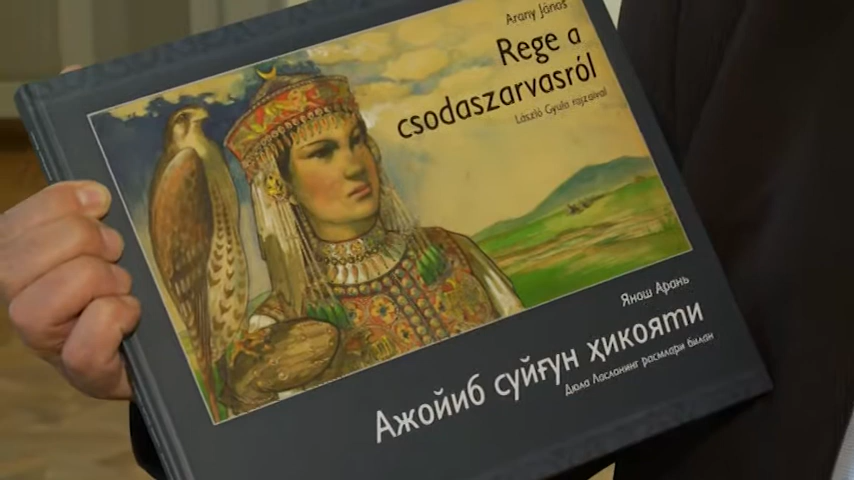 Arany János
Rege a
csodaszarvasról
László Gyula rajzaival
Янош Арань
Ажойиб суйғун ҳикояти
Дюла Ласлонинг расмлари билан